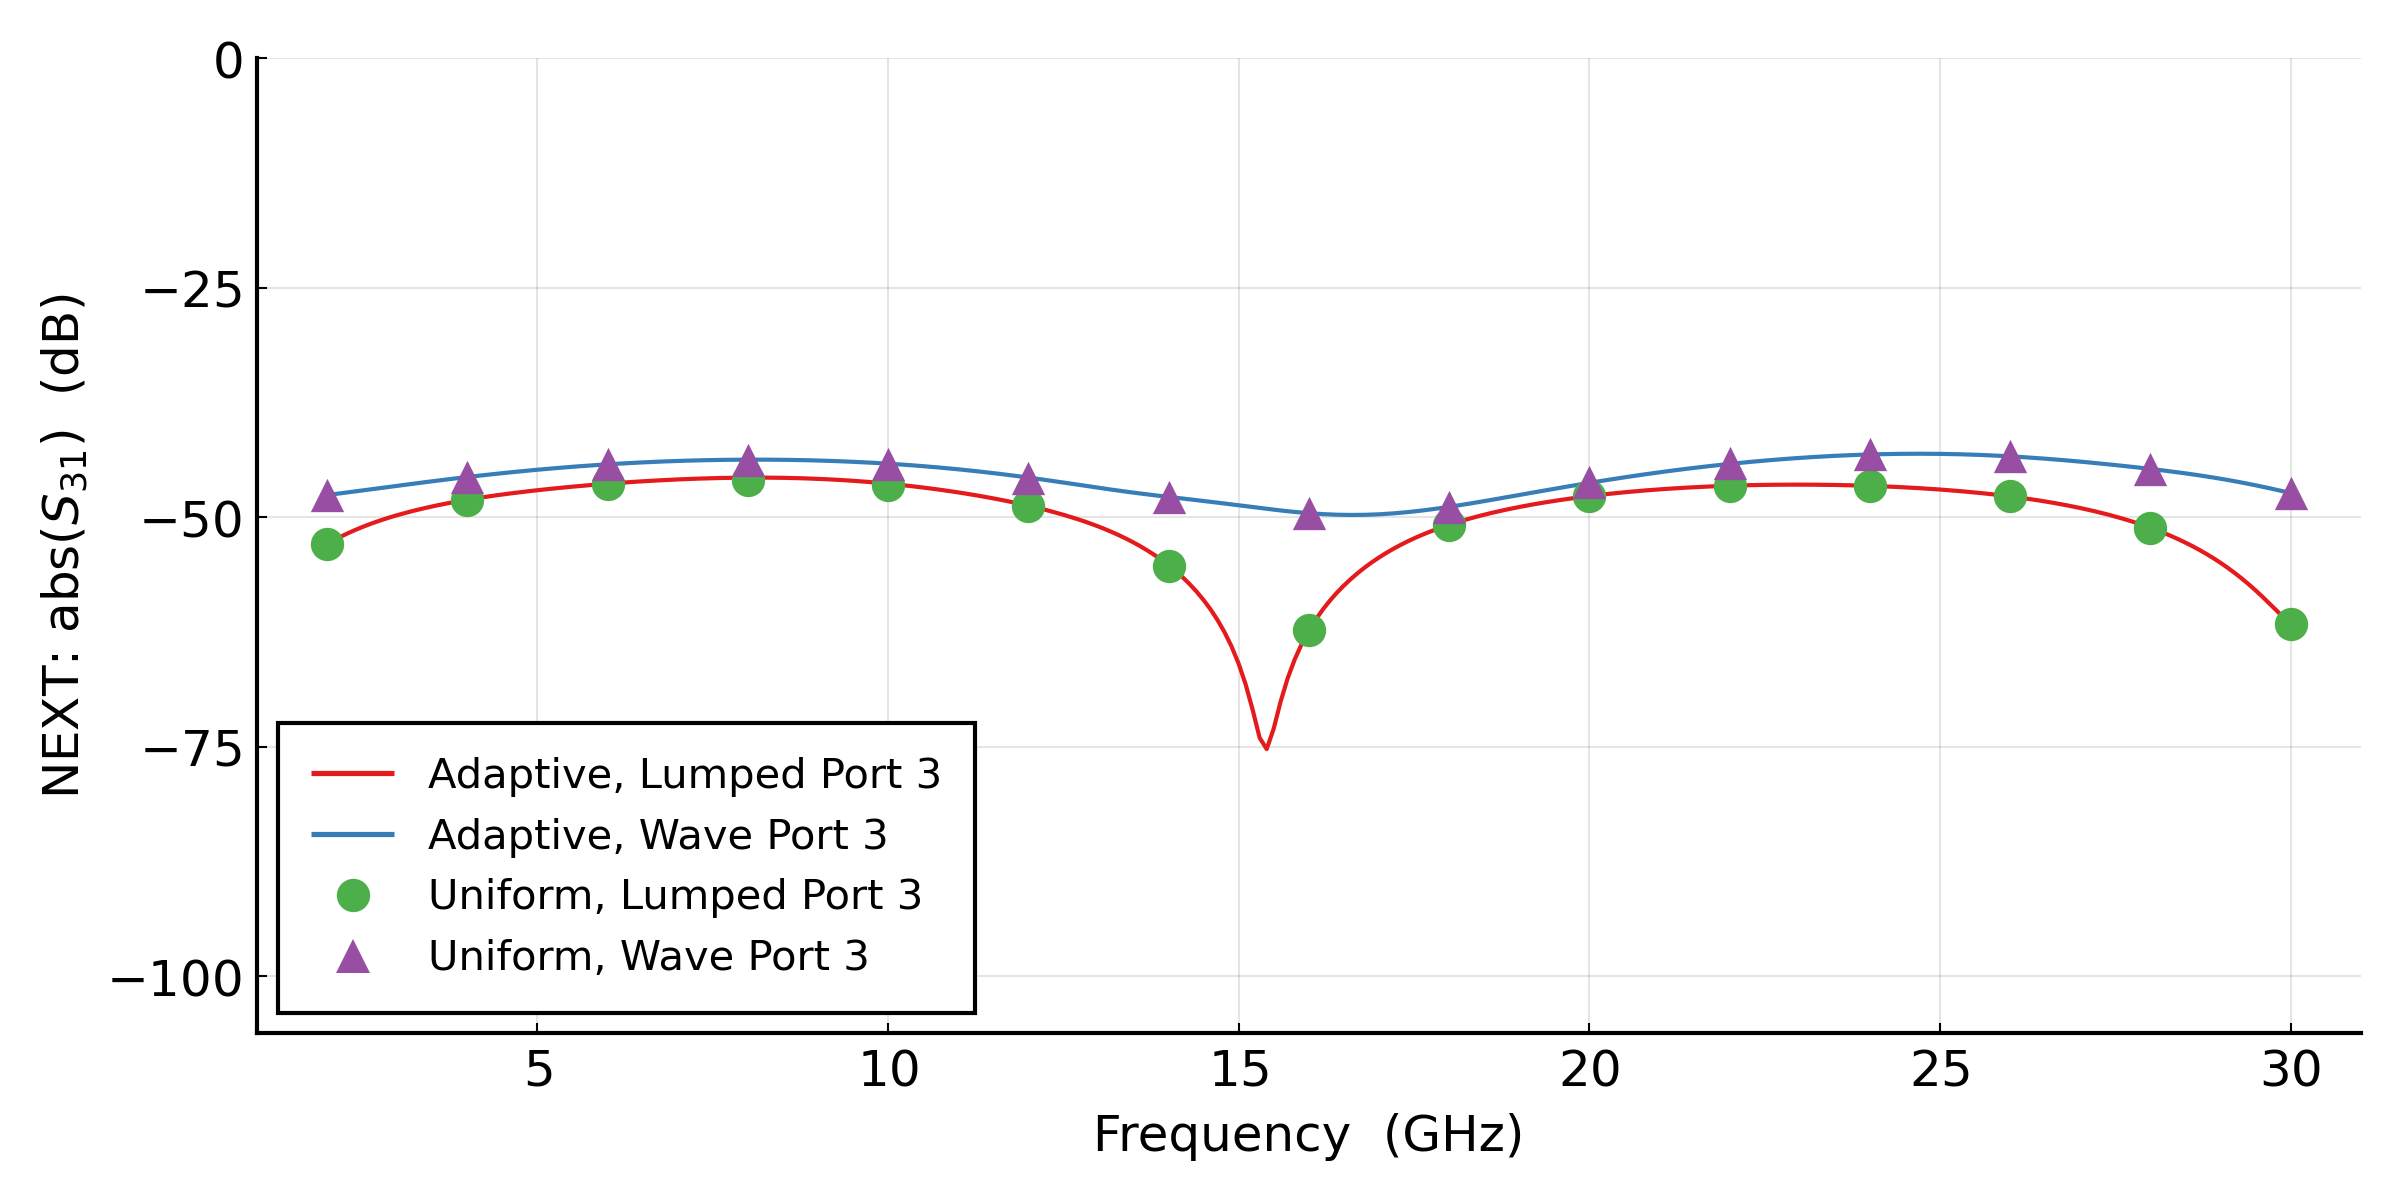 0
−25
−50
−75
−100
NEXT: abs(S₃₁) (dB)
Adaptive, Lumped Port 3
Adaptive, Wave Port 3
Uniform, Lumped Port 3
Uniform, Wave Port 3
5 10 15 20 25 30
Frequency (GHz)